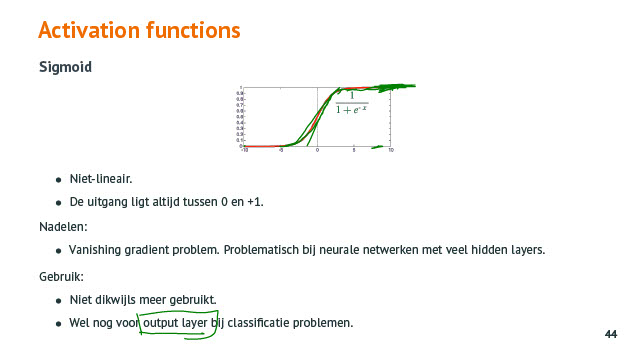 Activation functions
Sigmoid
1
0.9
0.8
0.7
0.6
0.5
0.4
0.3
0.2
0.1
0
-10 -5 0 5 10
1
1 + e^-x
• Niet-lineair.
• De uitgang ligt altijd tussen 0 en +1.
Nadelen:
• Vanishing gradient problem. Problematisch bij neurale netwerken met veel hidden layers.
Gebruik:
• Niet dikwijls meer gebruikt.
• Wel nog voor output layer bij classificatie problemen.
44